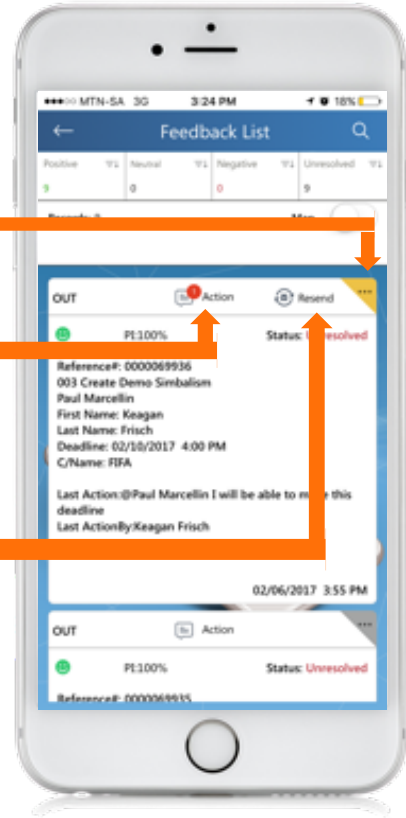 MTN-SA 3G 3:24 PM 18%
Feedback List
Positive Neutral Negative Unresolved
9 0 0 9
OUT 1 Action Resend
PI:100% Status: Unresolved
Reference#: 0000069936
003 Create Demo Simbalism
Paul Marcellin
First Name: Keagan
Last Name: Frisch
Deadline: 02/10/2017 4:00 PM
C/Name: FIFA
Last Action:@Paul Marcellin I will be able to this
deadline
Last ActionBy:Keagan Frisch
02/06/2017 3:55 PM
OUT Action
PI:100% Status: Unresolved
Reference#: 0000069935